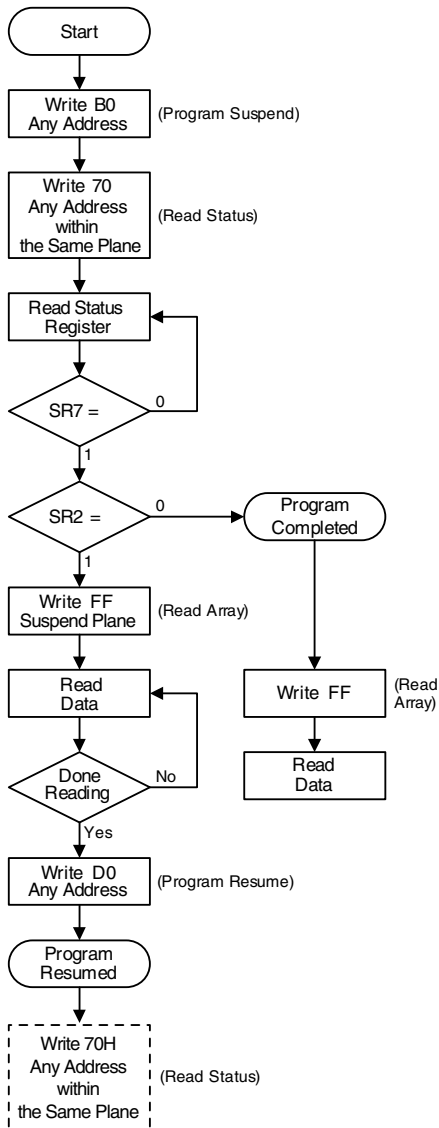 Start
Write B0
Any Address
(Program Suspend)
Write 70
Any Address
within
the Same Plane
(Read Status)
Read Status
Register
SR7 =
0
1
SR2 =
0
Program
Completed
1
Write FF
Suspend Plane
(Read Array)
Read
Data
Write FF
(Read
Array)
Done
Reading
No
Read
Data
Yes
Write D0
Any Address
(Program Resume)
Program
Resumed
Write 70H
Any Address
within
the Same Plane
(Read Status)